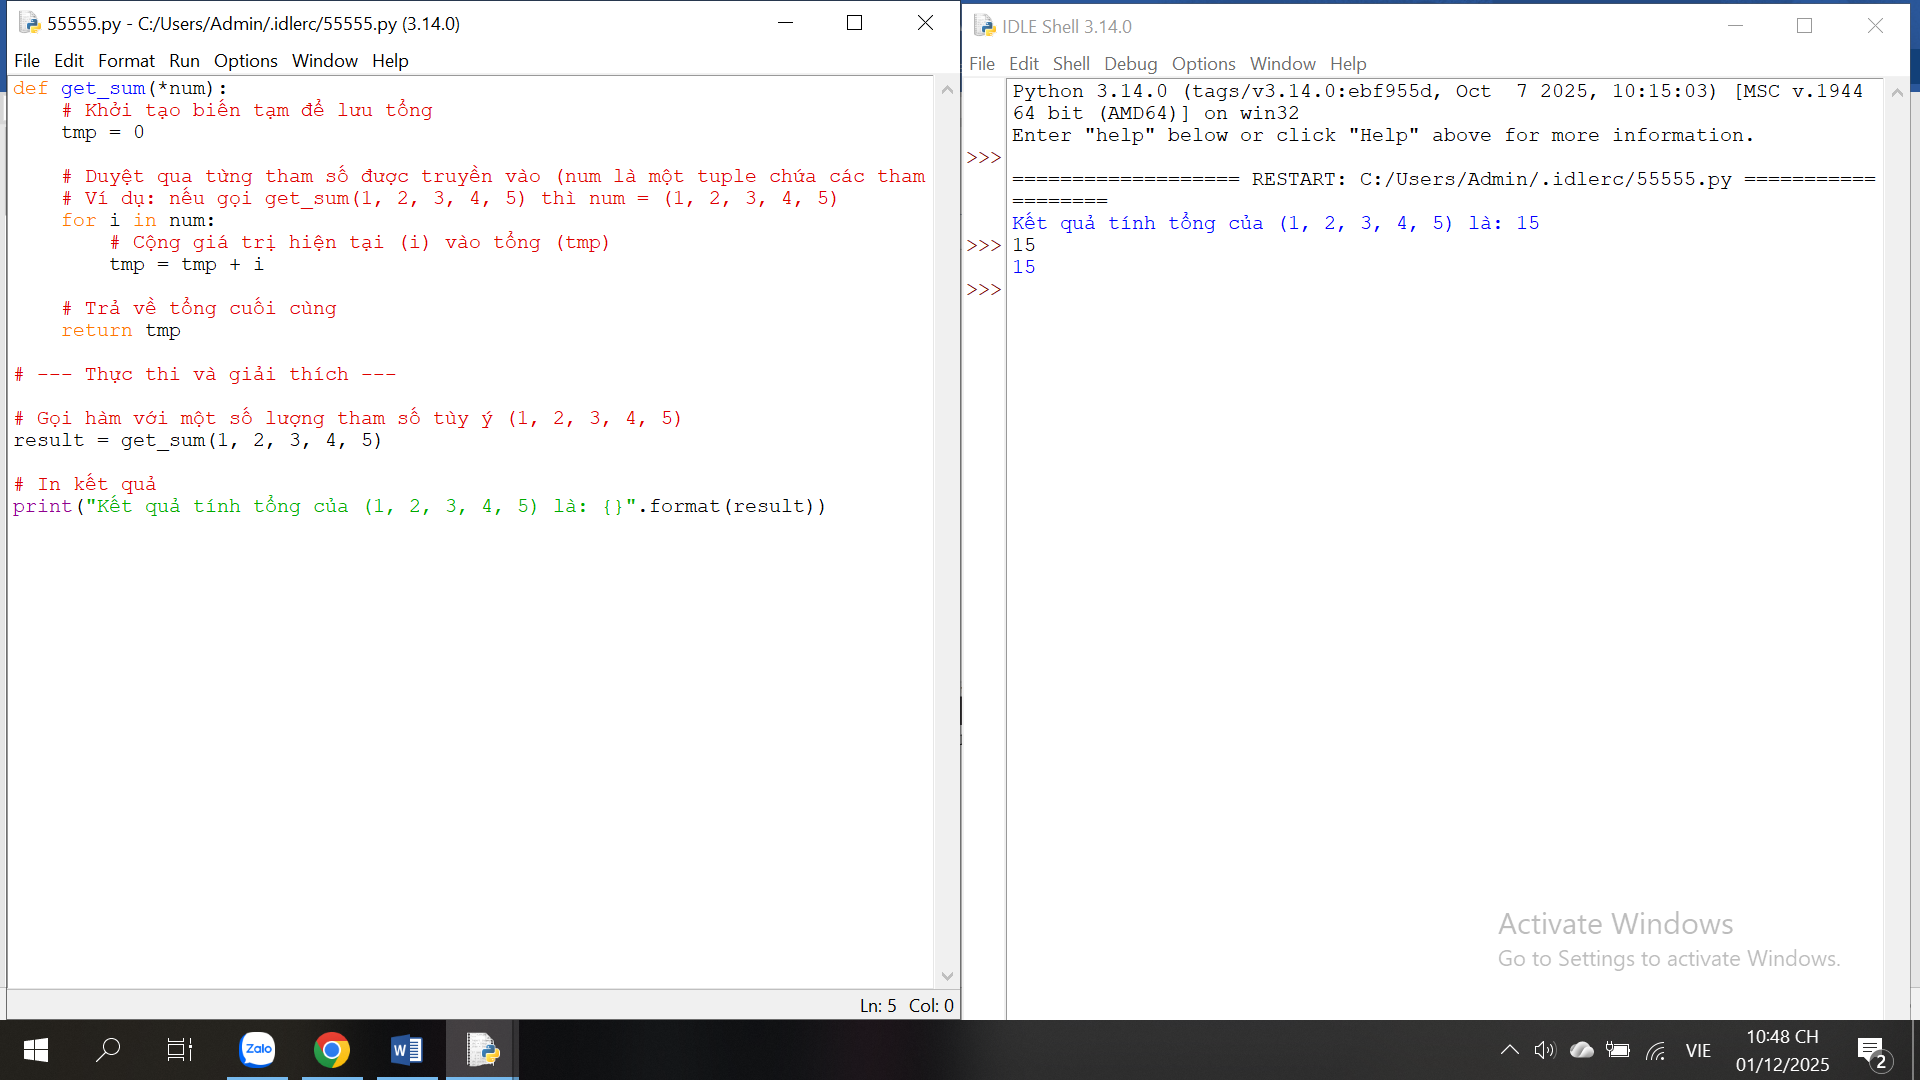 55555.py - C:/Users/Admin/.idlerc/55555.py (3.14.0)
File Edit Format Run Options Window Help
def get_sum(*num):
    # Khởi tạo biến tạm để lưu tổng
    tmp = 0
    # Duyệt qua từng tham số được truyền vào (num là một tuple chứa các tham
    # Ví dụ: nếu gọi get_sum(1, 2, 3, 4, 5) thì num = (1, 2, 3, 4, 5)
    for i in num:
        # Cộng giá trị hiện tại (i) vào tổng (tmp)
        tmp = tmp + i
    # Trả về tổng cuối cùng
    return tmp
# --- Thực thi và giải thích ---
# Gọi hàm với một số lượng tham số tùy ý (1, 2, 3, 4, 5)
result = get_sum(1, 2, 3, 4, 5)
# In kết quả
print("Kết quả tính tổng của (1, 2, 3, 4, 5) là: {}".format(result))
Ln: 5 Col: 0
IDLE Shell 3.14.0
File Edit Shell Debug Options Window Help
Python 3.14.0 (tags/v3.14.0:ebf955d, Oct  7 2025, 10:15:03) [MSC v.1944
64 bit (AMD64)] on win32
Enter "help" below or click "Help" above for more information.
>>>
=================== RESTART: C:/Users/Admin/.idlerc/55555.py ===========
========
Kết quả tính tổng của (1, 2, 3, 4, 5) là: 15
>>> 15
15
>>>
Activate Windows
Go to Settings to activate Windows.
Zalo
W
VIE
10:48 CH
01/12/2025
2